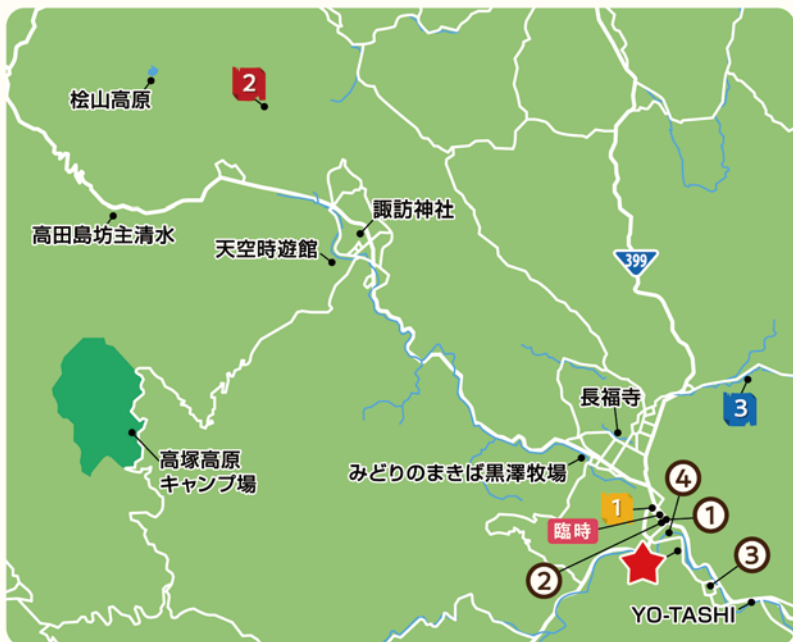 桧山高原
2
諏訪神社
高田島坊主清水
天空時遊館
399
長福寺
3
高塚高原
キャンプ場
みどりのまきば黒澤牧場
④
1
①
臨時
②
③
YO-TASHI